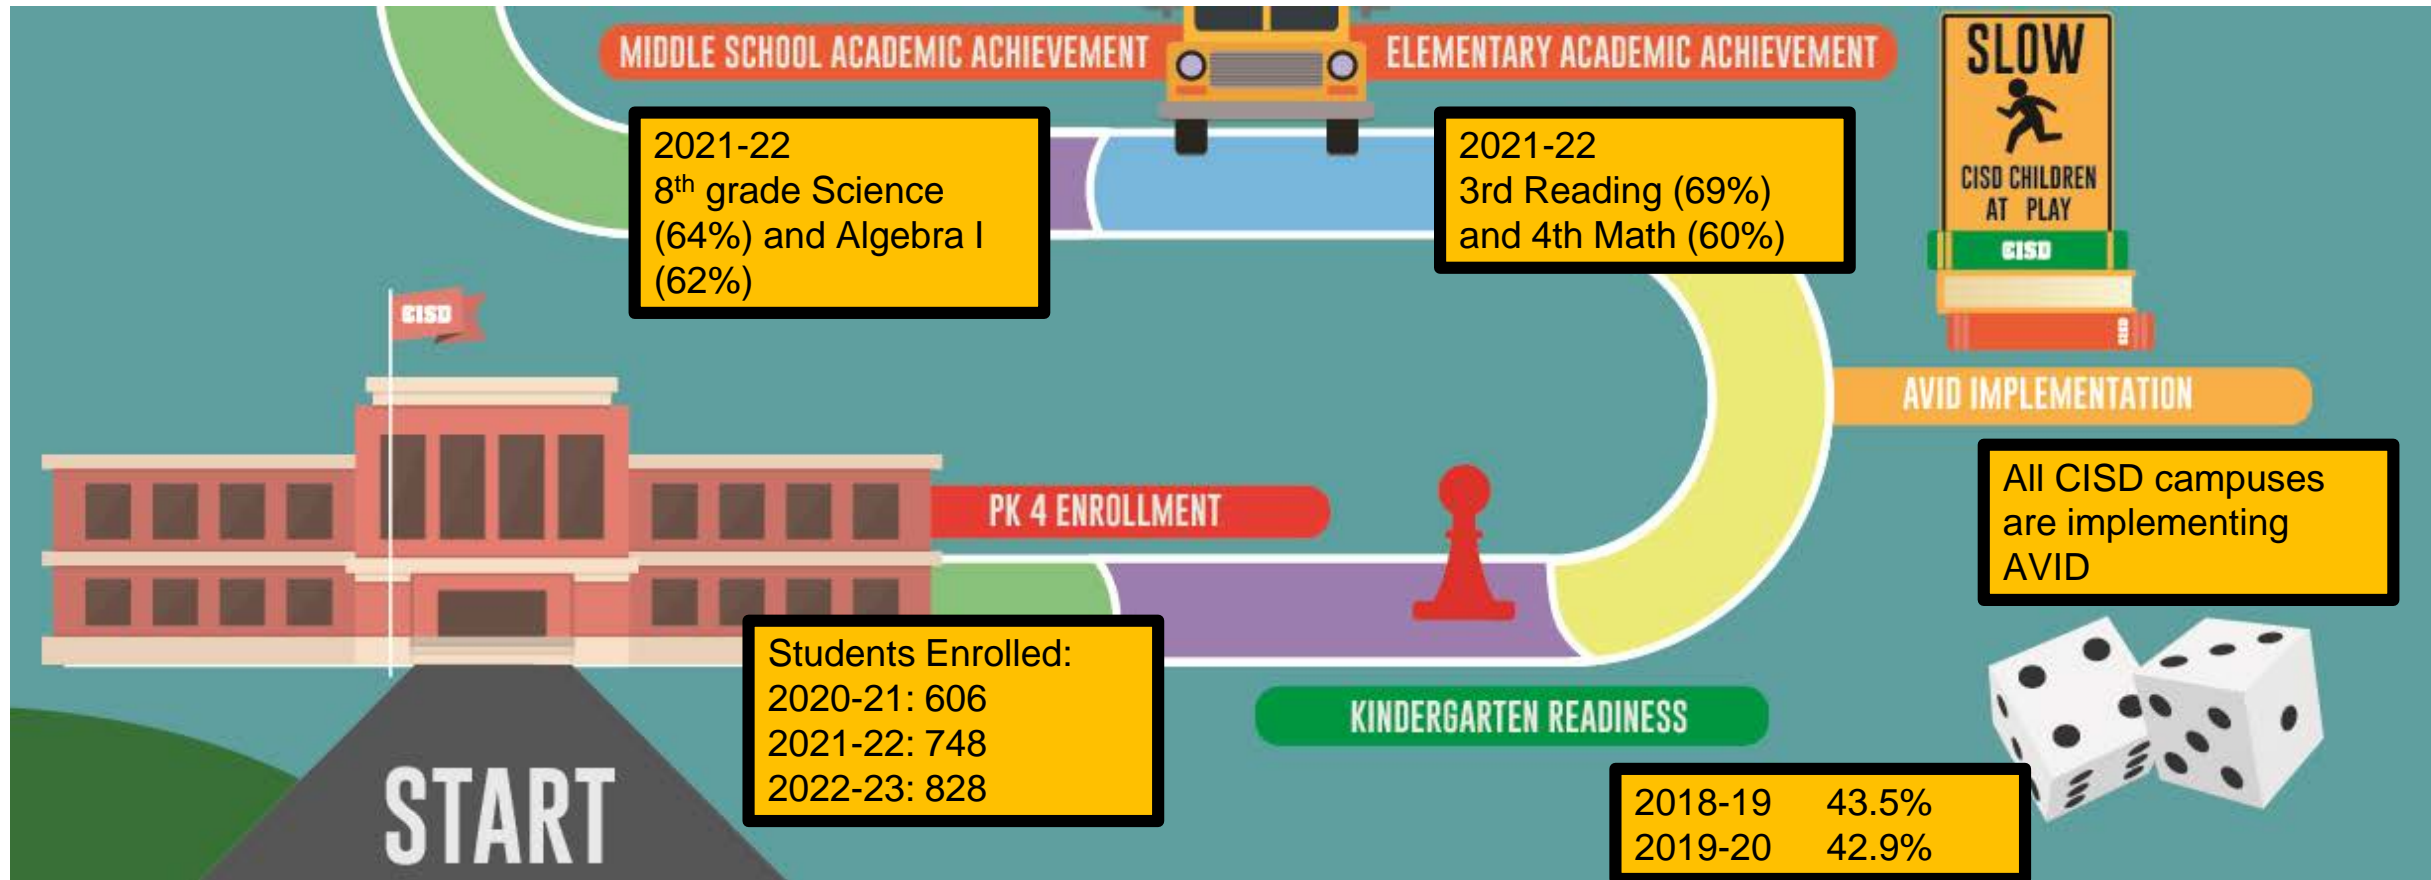 MIDDLE SCHOOL ACADEMIC ACHIEVEMENT
ELEMENTARY ACADEMIC ACHIEVEMENT
SLOW
CISD CHILDREN
AT PLAY
CISD
CISD
2021-22
8th grade Science
(64%) and Algebra I
(62%)
2021-22
3rd Reading (69%)
and 4th Math (60%)
CISD
AVID IMPLEMENTATION
All CISD campuses
are implementing
AVID
PK 4 ENROLLMENT
Students Enrolled:
2020-21: 606
2021-22: 748
2022-23: 828
KINDERGARTEN READINESS
2018-19 43.5%
2019-20 42.9%
START